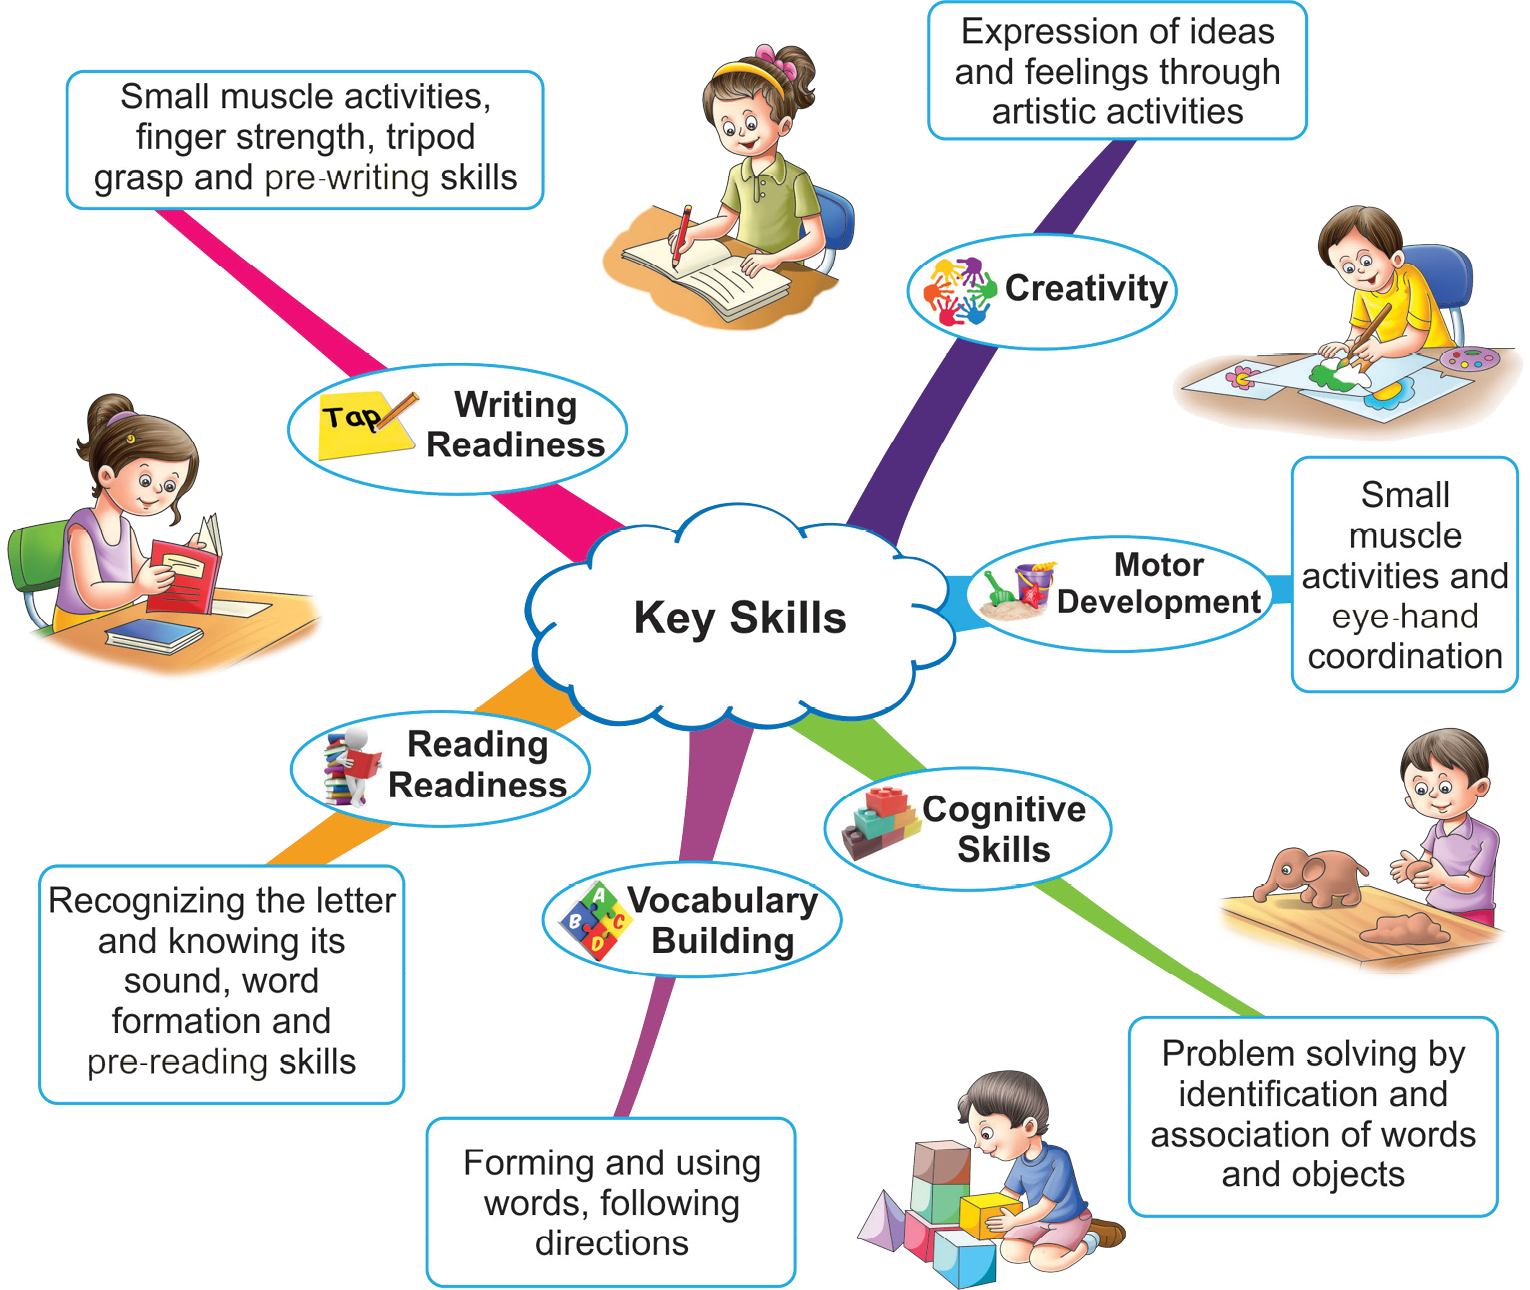 Expression of ideas
and feelings through
artistic activities
Small muscle activities,
finger strength, tripod
grasp and pre-writing skills
Creativity
Tap
Writing
Readiness
Small
muscle
activities and
eye-hand
coordination
Motor
Development
Key Skills
Reading
Readiness
Cognitive
Skills
A
B
C
D
Vocabulary
Building
Recognizing the letter
and knowing its
sound, word
formation and
pre-reading skills
Problem solving by
identification and
association of words
and objects
Forming and using
words, following
directions